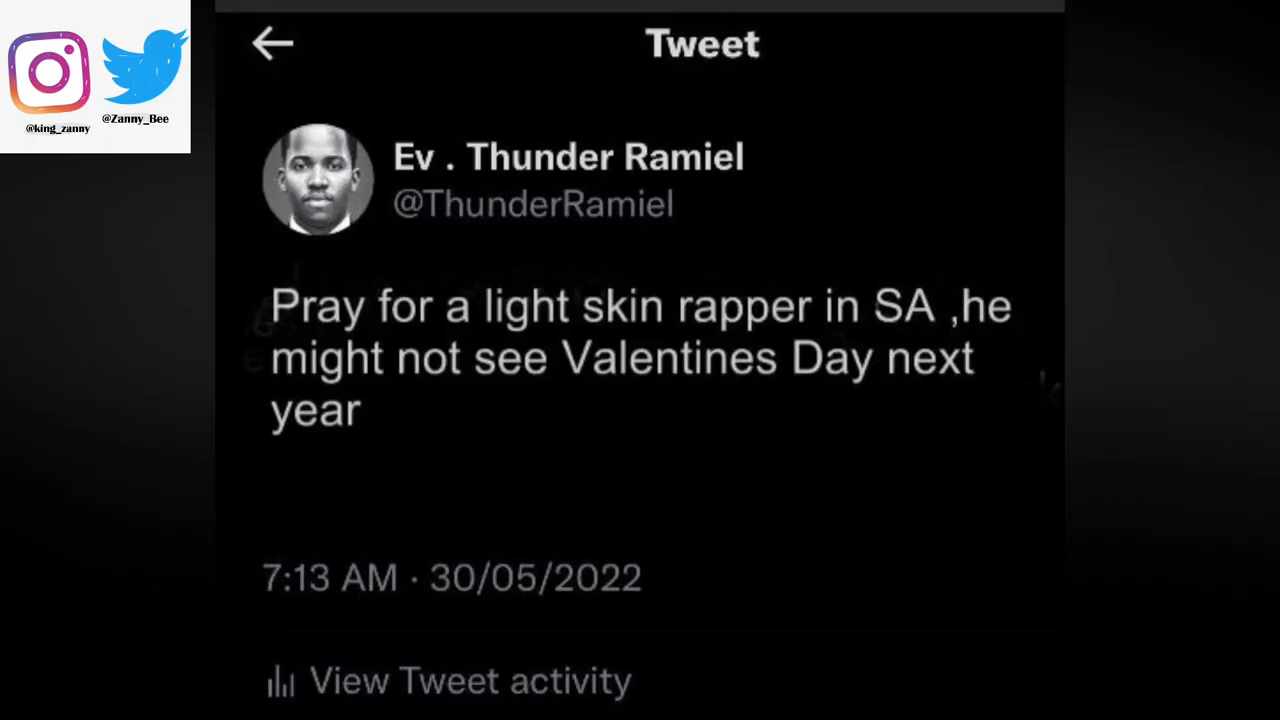 Tweet
@king_zanny
@Zanny_Bee
Ev . Thunder Ramiel
@ThunderRamiel
Pray for a light skin rapper in SA ,he
might not see Valentines Day next
year
7:13 AM · 30/05/2022
View Tweet activity